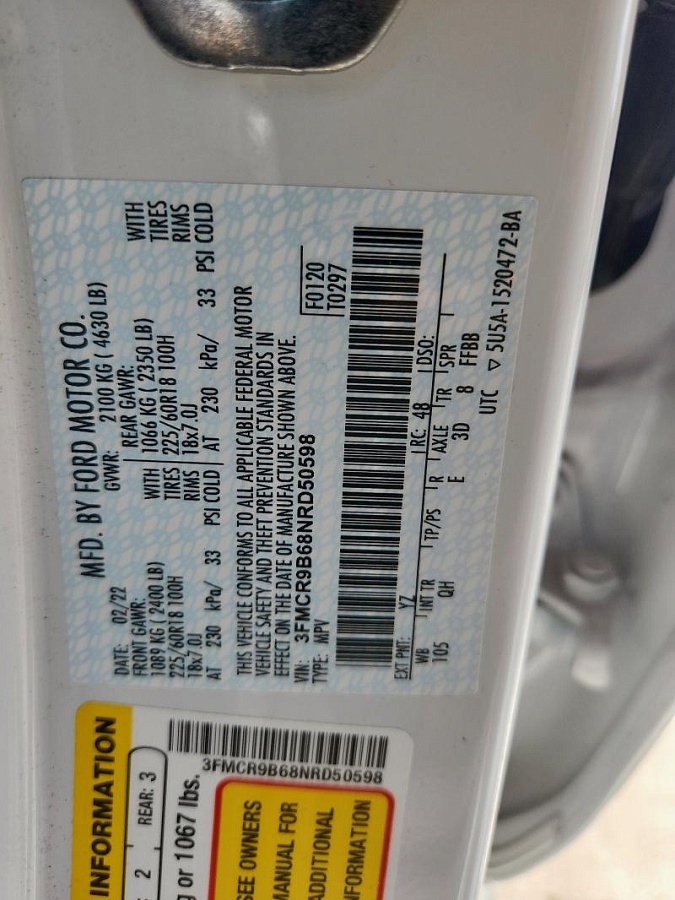 MFD. BY FORD MOTOR CO.
DATE: 02/22 GVWR: 2100 KG ( 4630 LB)
FRONT GAWR: REAR GAWR: WITH
1089 KG ( 2400 LB) WITH 1066 KG ( 2350 LB) TIRES
225/60R18 100H TIRES 225/60R18 100H RIMS
18x7.0J RIMS 18x7.0J
AT 230 kPa/ 33 PSI COLD AT 230 kPa/ 33 PSI COLD
THIS VEHICLE CONFORMS TO ALL APPLICABLE FEDERAL MOTOR
VEHICLE SAFETY AND THEFT PREVENTION STANDARDS IN
EFFECT ON THE DATE OF MANUFACTURE SHOWN ABOVE.
VIN: 3FMCR9B68NRD50598
TYPE: MPV
F0120
T0297
EXT PNT: YZ RC: 48 DSO:
WB INT TR TP/PS R AXLE TR SPR
105 QH E 3D 8 FFBB
UTC ▽ 5U5A-1520472-BA
INFORMATION
2 REAR: 3
or 1067 lbs.
3FMCR9B68NRD50598
SEE OWNERS
MANUAL FOR
ADDITIONAL
INFORMATION